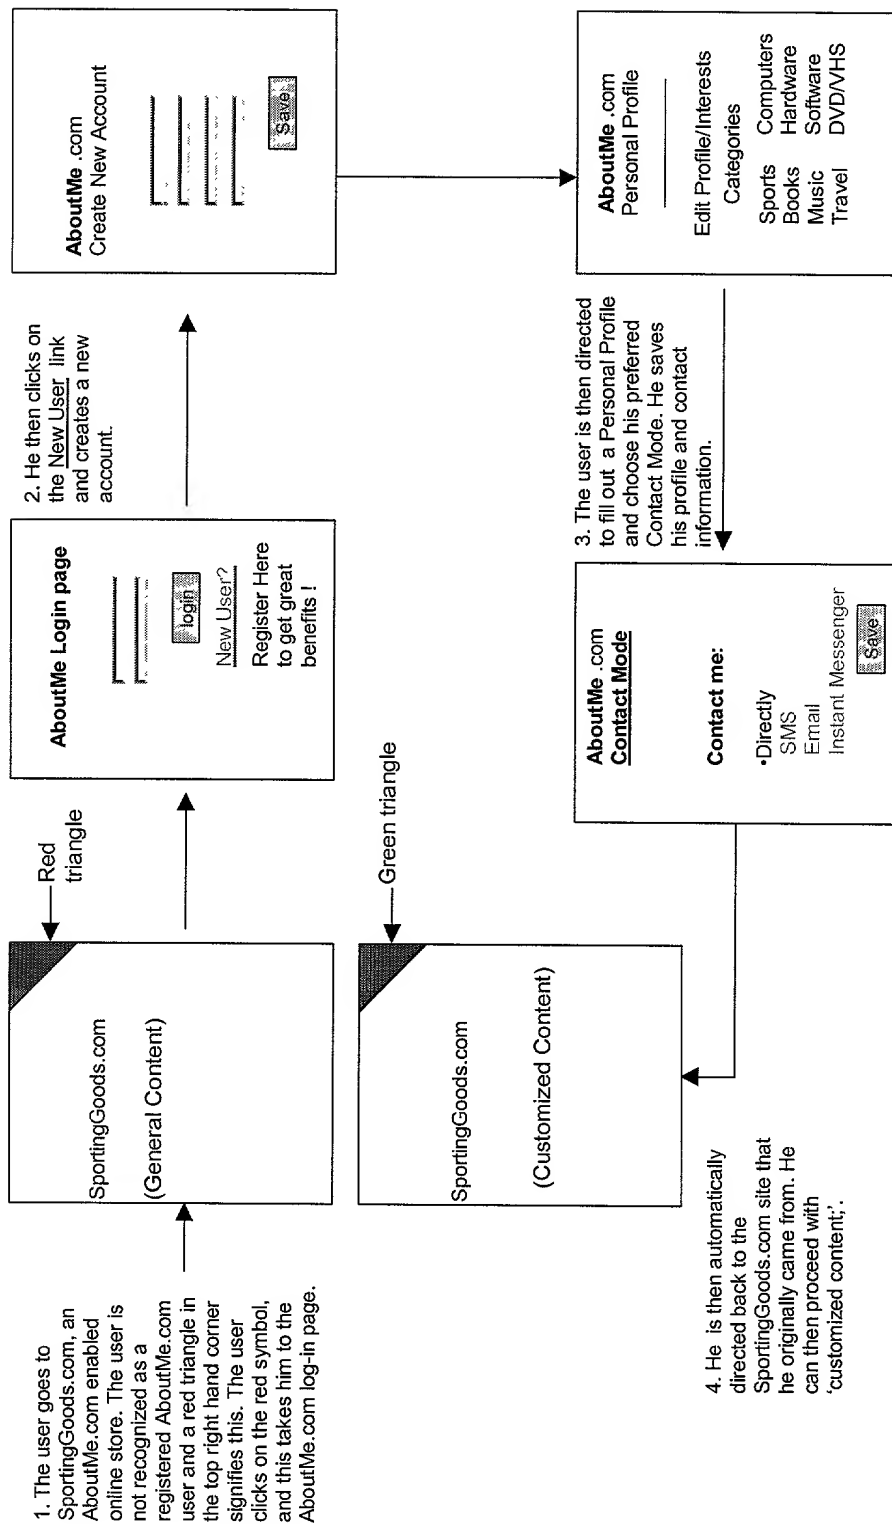 1. The user goes to
SportingGoods.com, an
AboutMe.com enabled
online store. The user is
not recognized as a
registered AboutMe.com
user and a red triangle in
the top right hand corner
signifies this. The user
clicks on the red symbol,
and this takes him to the
AboutMe.com log-in page.
SportingGoods.com
(General Content)
Red
triangle
AboutMe Login page
login
New User?
Register Here
to get great
benefits !
2. He then clicks on
the New User link
and creates a new
account.
AboutMe .com
Create New Account
Save
AboutMe .com
Personal Profile
Edit Profile/Interests
Categories
Sports Computers
Books Hardware
Music Software
Travel DVD/VHS
3. The user is then directed
to fill out a Personal Profile
and choose his preferred
Contact Mode. He saves
his profile and contact
information.
AboutMe .com
Contact Mode
Contact me:
•Directly
SMS
Email
Instant Messenger
Save
4. He is then automatically
directed back to the
SportingGoods.com site that
he originally came from. He
can then proceed with
‘customized content;’.
SportingGoods.com
(Customized Content)
Green triangle